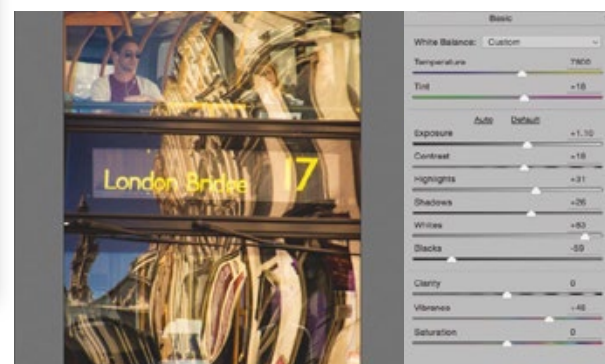 London Bridge 17
Basic
White Balance: Custom
Temperature 7800
Tint +18
Auto Default
Exposure +1.10
Contrast +18
Highlights +31
Shadows +26
Whites +83
Blacks -59
Clarity 0
Vibrance +46
Saturation 0